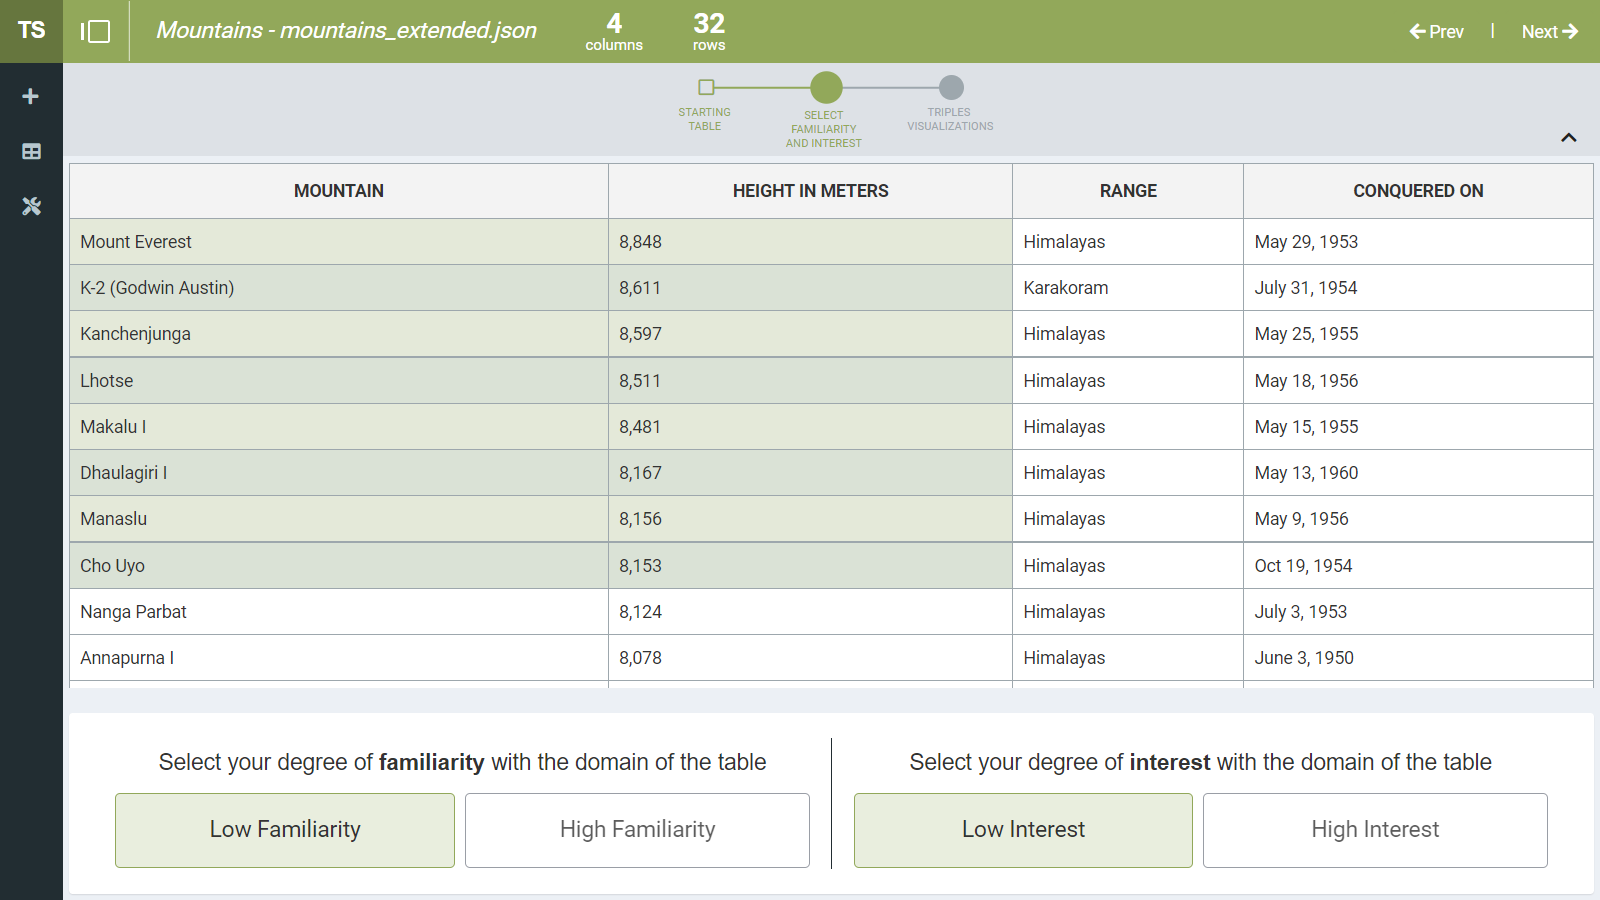 TS
Mountains - mountains_extended.json
4
columns
32
rows
Prev
|
Next
STARTING
TABLE
SELECT
FAMILIARITY
AND INTEREST
TRIPLES
VISUALIZATIONS
MOUNTAIN HEIGHT IN METERS RANGE CONQUERED ON
Mount Everest 8,848 Himalayas May 29, 1953
K-2 (Godwin Austin) 8,611 Karakoram July 31, 1954
Kanchenjunga 8,597 Himalayas May 25, 1955
Lhotse 8,511 Himalayas May 18, 1956
Makalu I 8,481 Himalayas May 15, 1955
Dhaulagiri I 8,167 Himalayas May 13, 1960
Manaslu 8,156 Himalayas May 9, 1956
Cho Uyo 8,153 Himalayas Oct 19, 1954
Nanga Parbat 8,124 Himalayas July 3, 1953
Annapurna I 8,078 Himalayas June 3, 1950
Select your degree of familiarity with the domain of the table
Low Familiarity High Familiarity
Select your degree of interest with the domain of the table
Low Interest High Interest